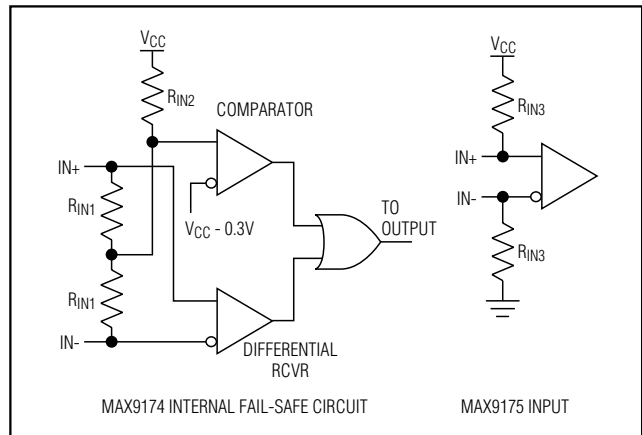 VCC
RIN2
COMPARATOR
IN+
RIN1
VCC - 0.3V
TO
OUTPUT
RIN1
IN-
DIFFERENTIAL
RCVR
MAX9174 INTERNAL FAIL-SAFE CIRCUIT
VCC
RIN3
IN+
IN-
RIN3
MAX9175 INPUT